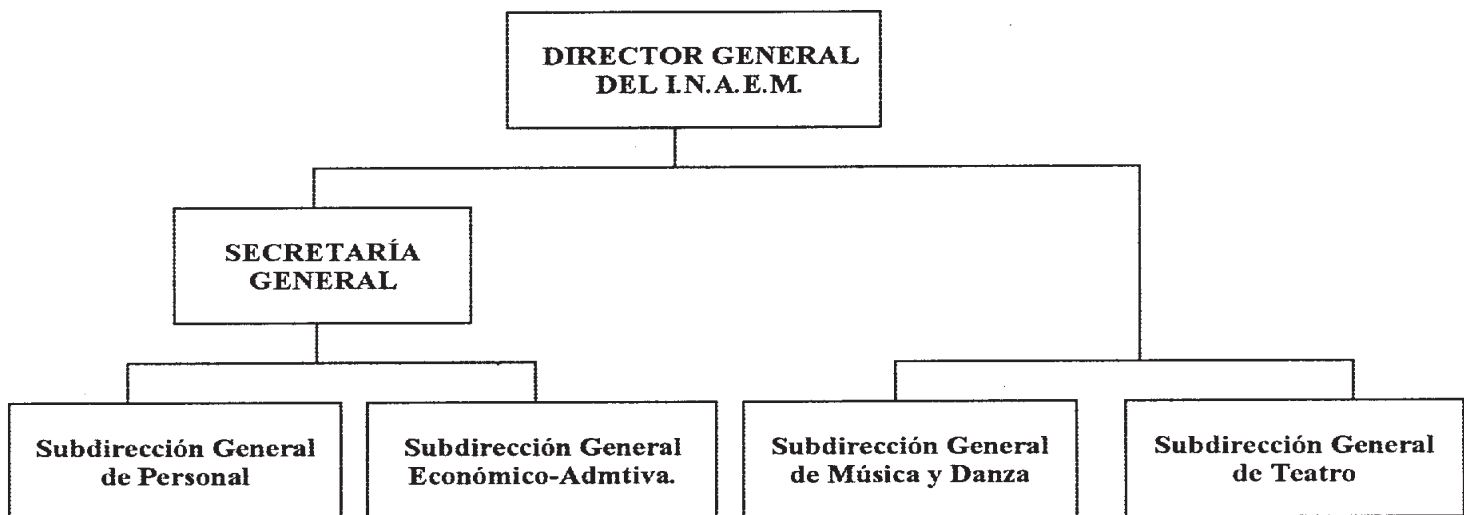 DIRECTOR GENERAL
DEL I.N.A.E.M.
SECRETARÍA
GENERAL
Subdirección General
de Personal
Subdirección General
Económico-Admtiva.
Subdirección General
de Música y Danza
Subdirección General
de Teatro